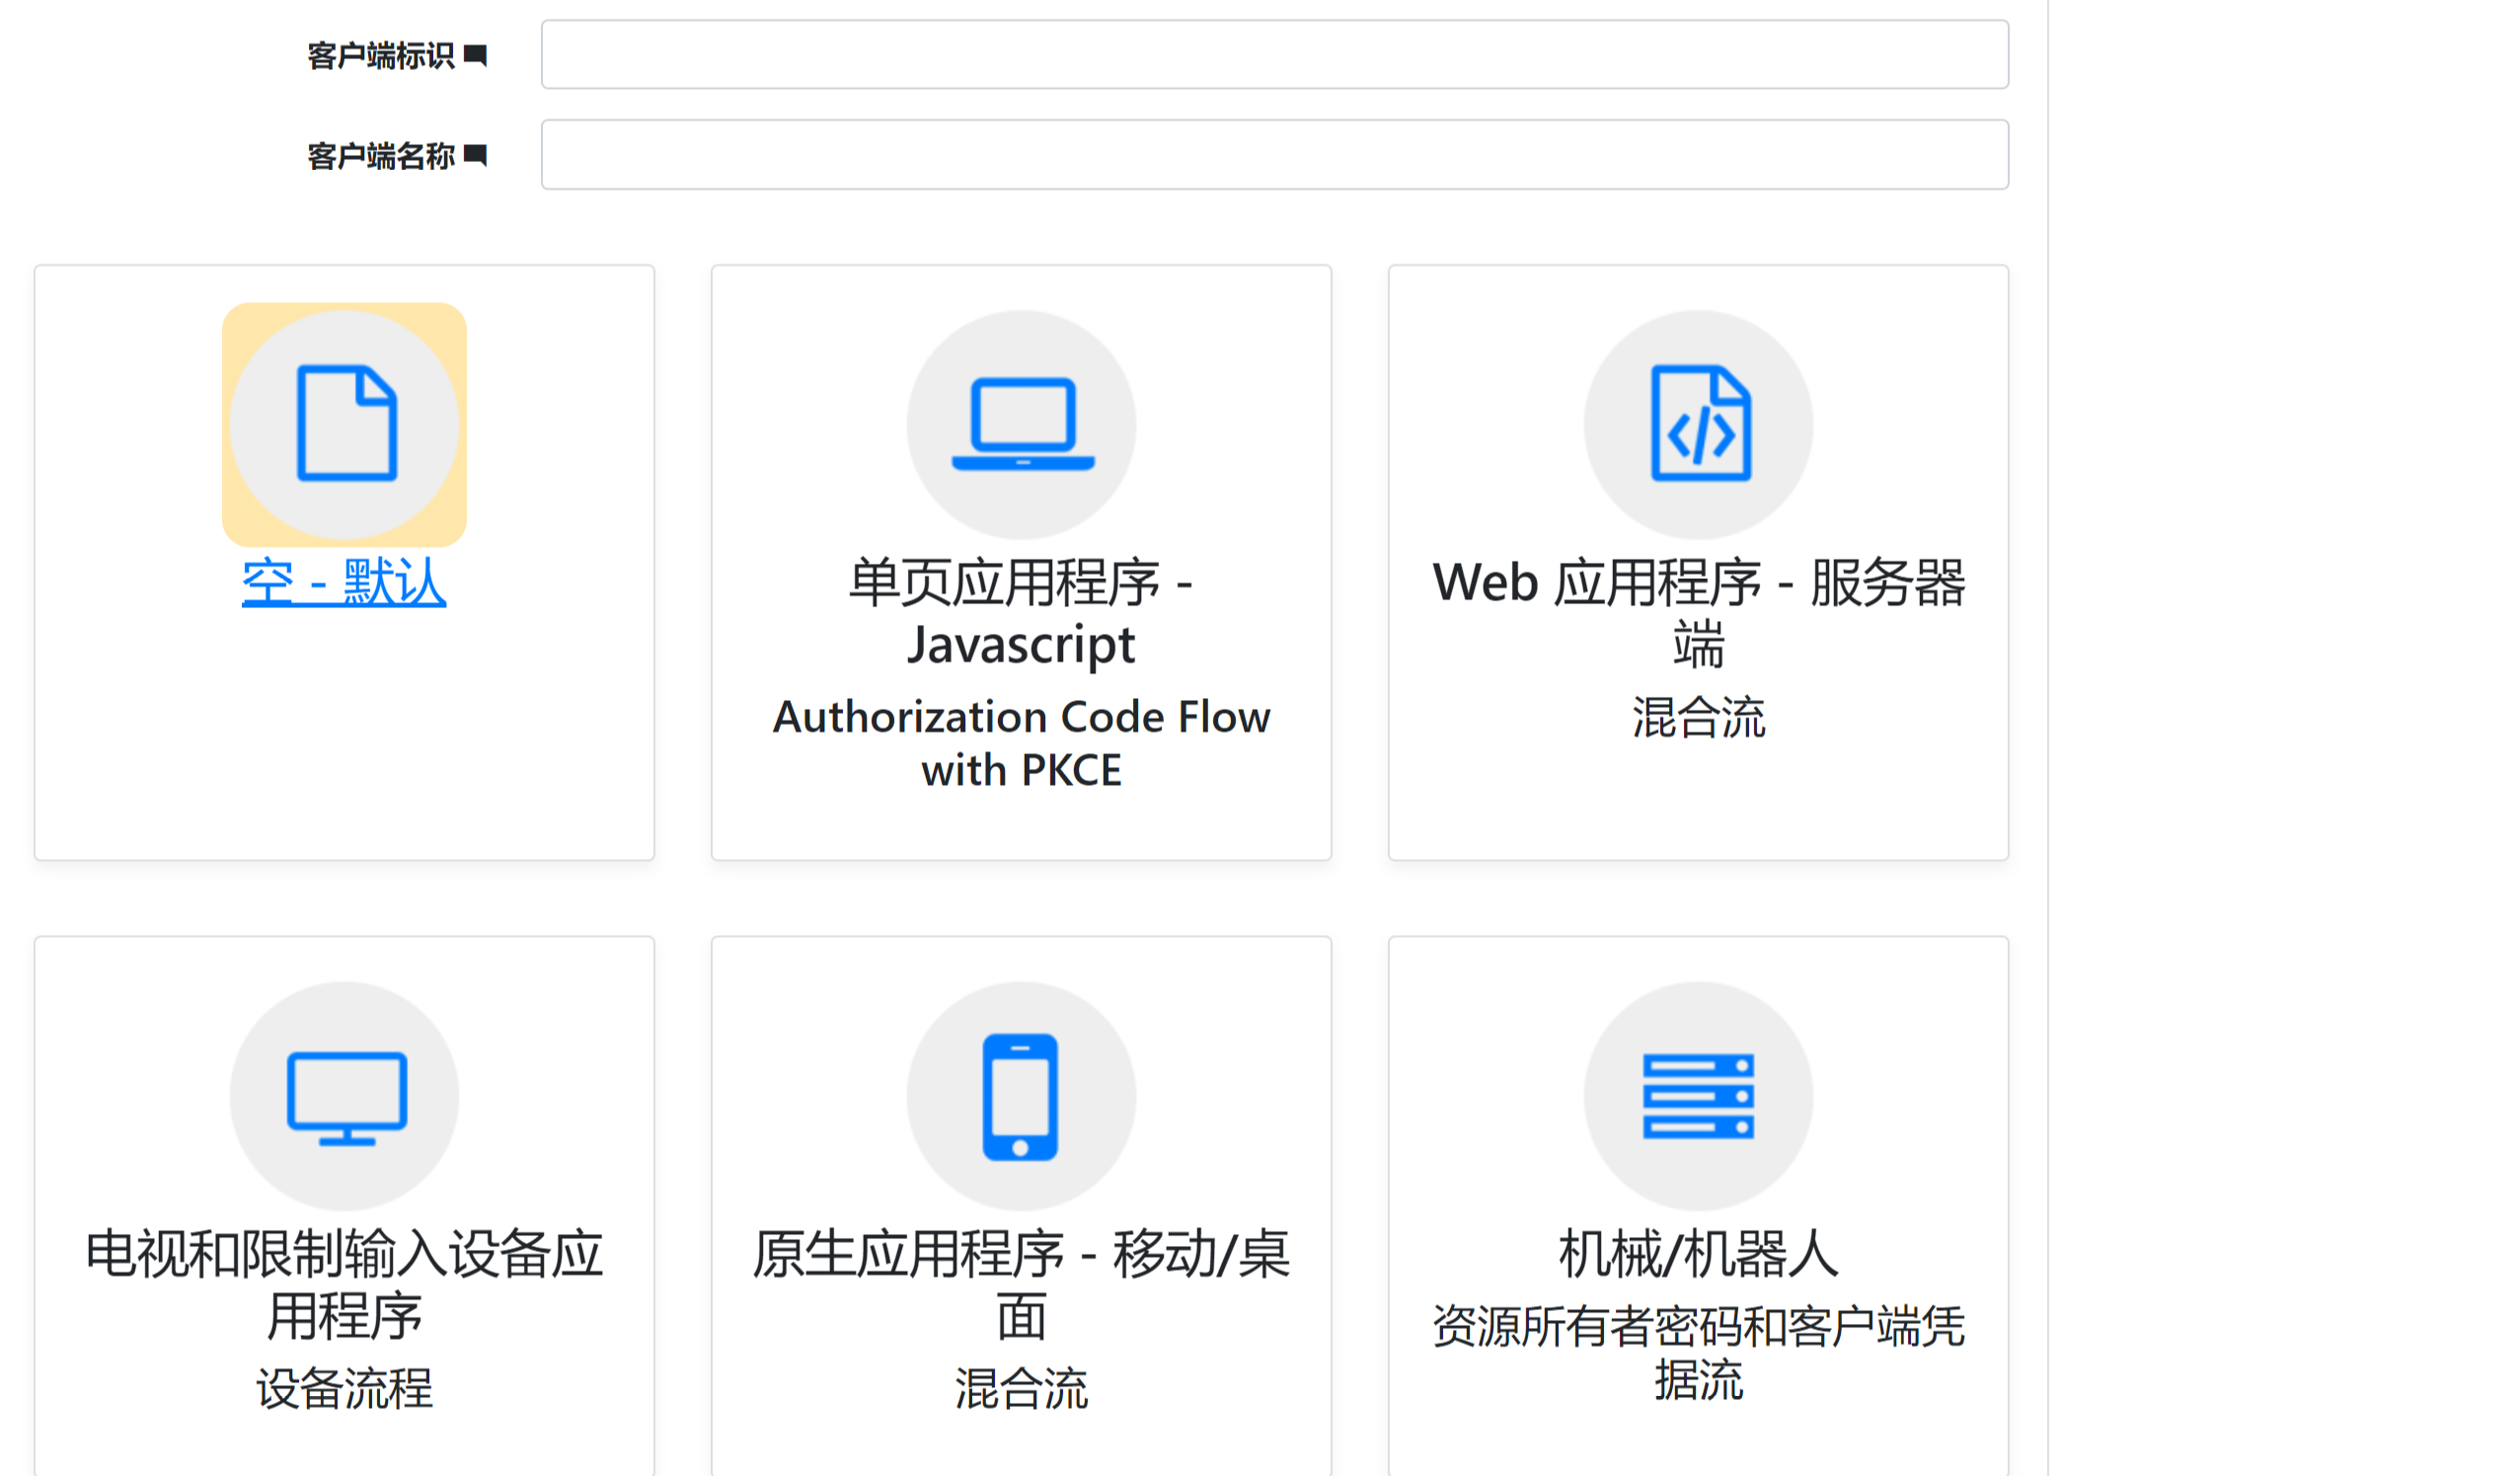 客户端标识
客户端名称
空 - 默认
单页应用程序 -
Javascript
Authorization Code Flow
with PKCE
Web 应用程序 - 服务器
端
混合流
电视和限制输入设备应
用程序
设备流程
原生应用程序 - 移动/桌
面
混合流
机械/机器人
资源所有者密码和客户端凭
据流